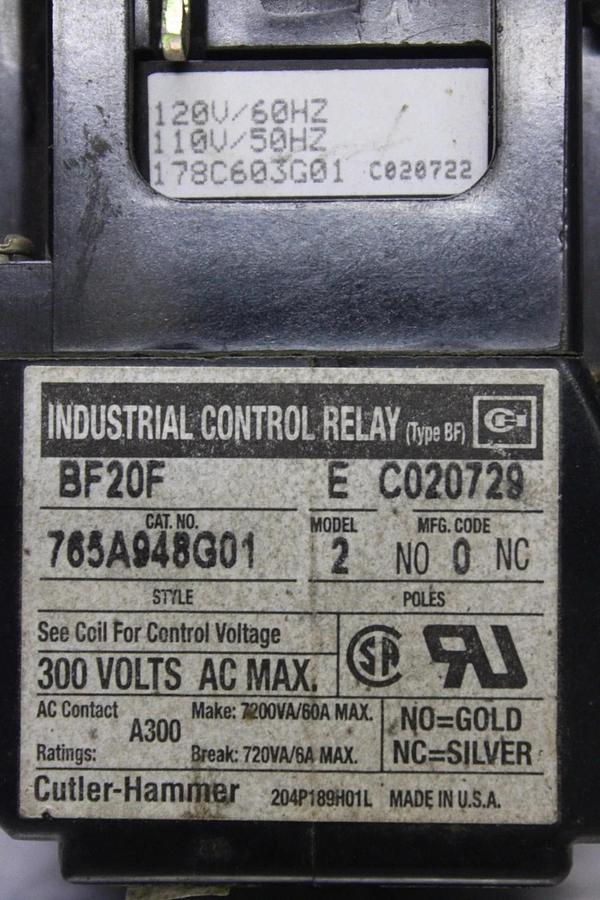 120V/60HZ
110V/50HZ
178C603G01 C020722
INDUSTRIAL CONTROL RELAY (Type BF)
BF20F E C020729
CAT. NO. MODEL MFG. CODE
765A948G01 2 NO 0 NC
STYLE POLES
See Coil For Control Voltage
300 VOLTS AC MAX.
AC Contact Make: 7200VA/60A MAX. NO=GOLD
A300
Ratings: Break: 720VA/6A MAX. NC=SILVER
Cutler-Hammer 204P189H01L MADE IN U.S.A.